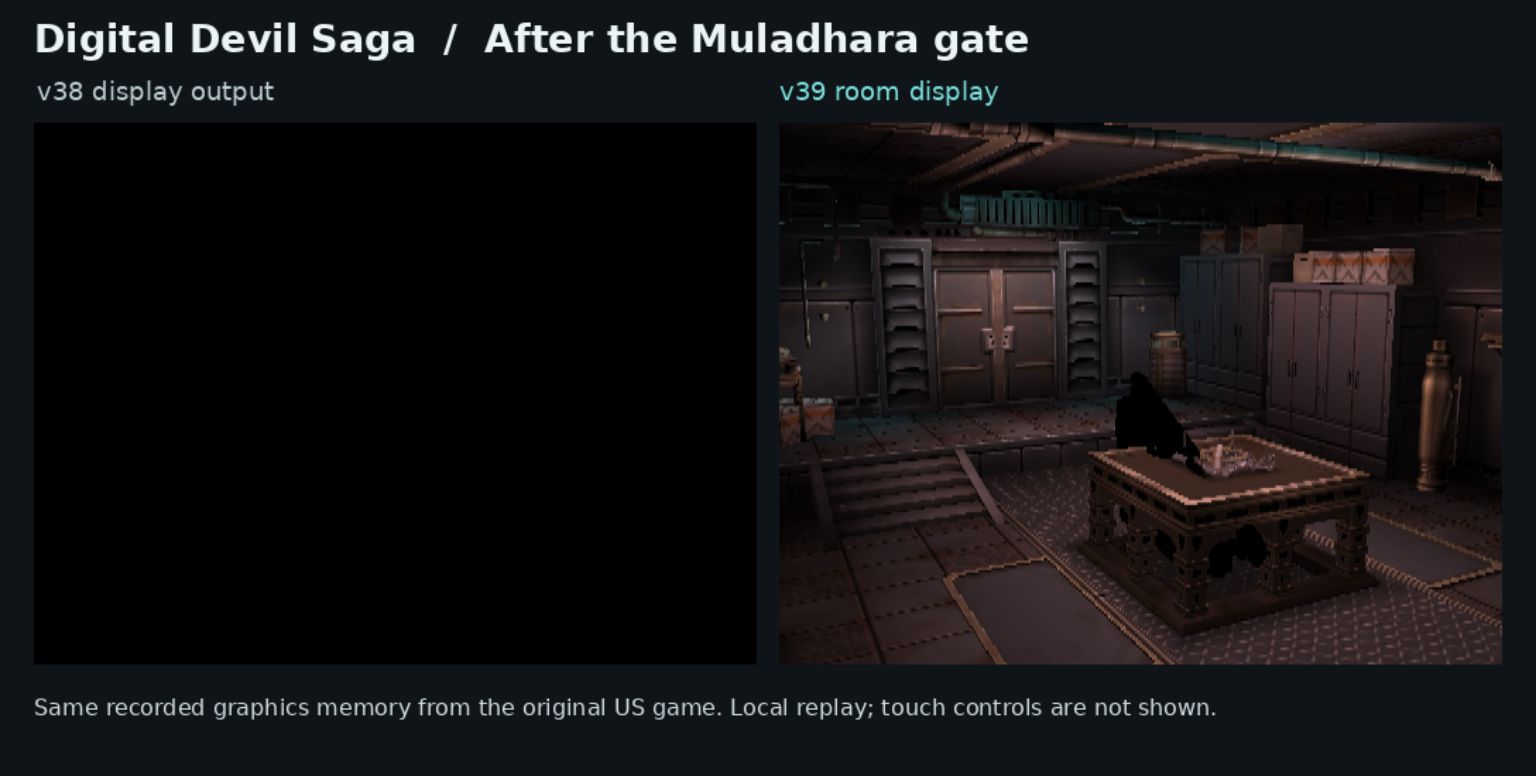 Digital Devil Saga / After the Muladhara gate
v38 display output
v39 room display
Same recorded graphics memory from the original US game. Local replay; touch controls are not shown.